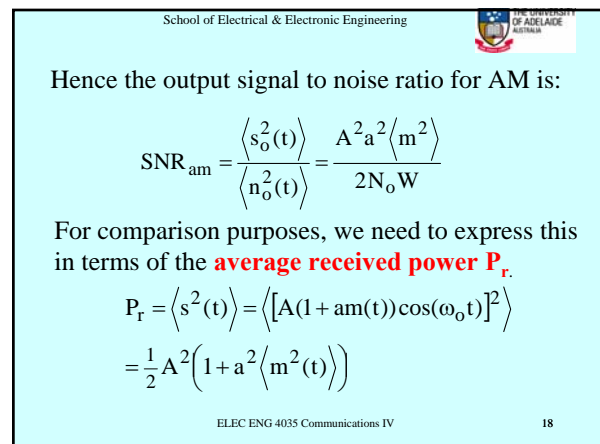 School of Electrical & Electronic Engineering
THE UNIVERSITY
OF ADELAIDE
AUSTRALIA
Hence the output signal to noise ratio for AM is:
SNR_am = ⟨s_o^2(t)⟩ / ⟨n_o^2(t)⟩ = A^2a^2⟨m^2⟩ / 2N_oW
For comparison purposes, we need to express this
in terms of the average received power P_r.
P_r = ⟨s^2(t)⟩ = ⟨[A(1 + am(t))cos(ω_ot)]^2⟩
= 1/2 A^2(1 + a^2⟨m^2(t)⟩)
ELEC ENG 4035 Communications IV
18